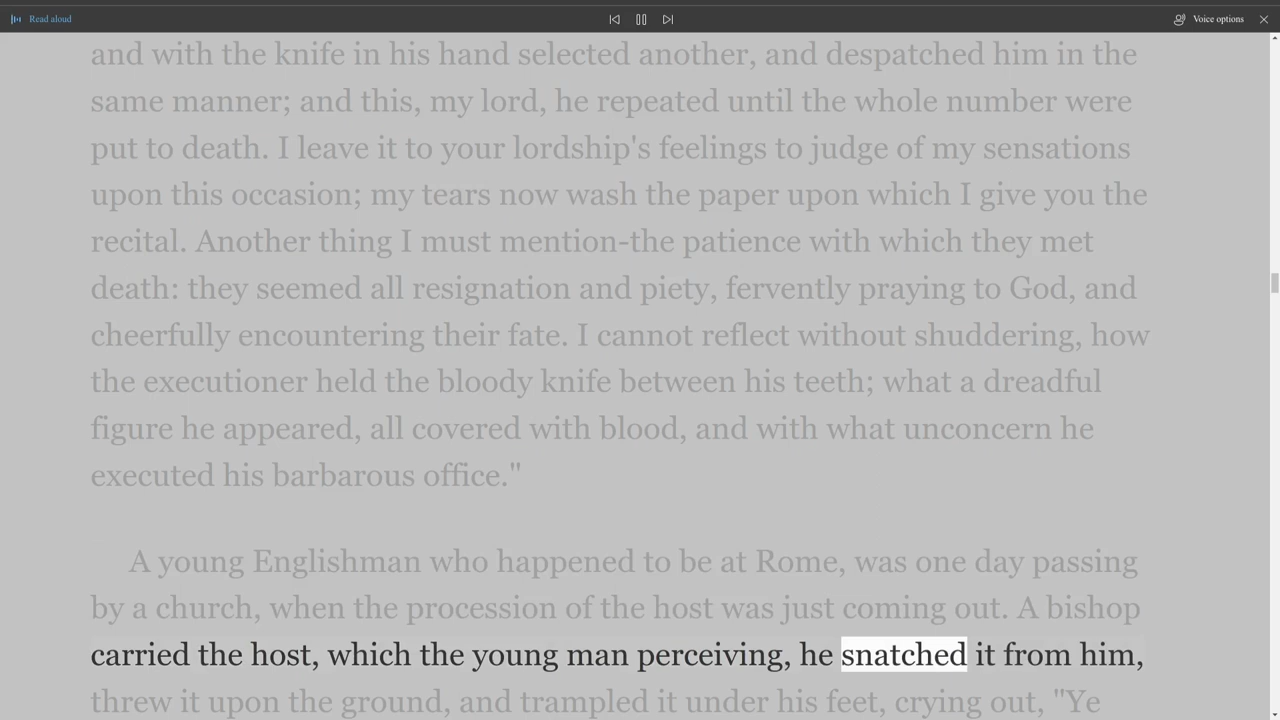 Read aloud
Voice options
and with the knife in his hand selected another, and despatched him in the
same manner; and this, my lord, he repeated until the whole number were
put to death. I leave it to your lordship's feelings to judge of my sensations
upon this occasion; my tears now wash the paper upon which I give you the
recital. Another thing I must mention-the patience with which they met
death: they seemed all resignation and piety, fervently praying to God, and
cheerfully encountering their fate. I cannot reflect without shuddering, how
the executioner held the bloody knife between his teeth; what a dreadful
figure he appeared, all covered with blood, and with what unconcern he
executed his barbarous office."
A young Englishman who happened to be at Rome, was one day passing
by a church, when the procession of the host was just coming out. A bishop
carried the host, which the young man perceiving, he snatched it from him,
threw it upon the ground, and trampled it under his feet, crying out, "Ye